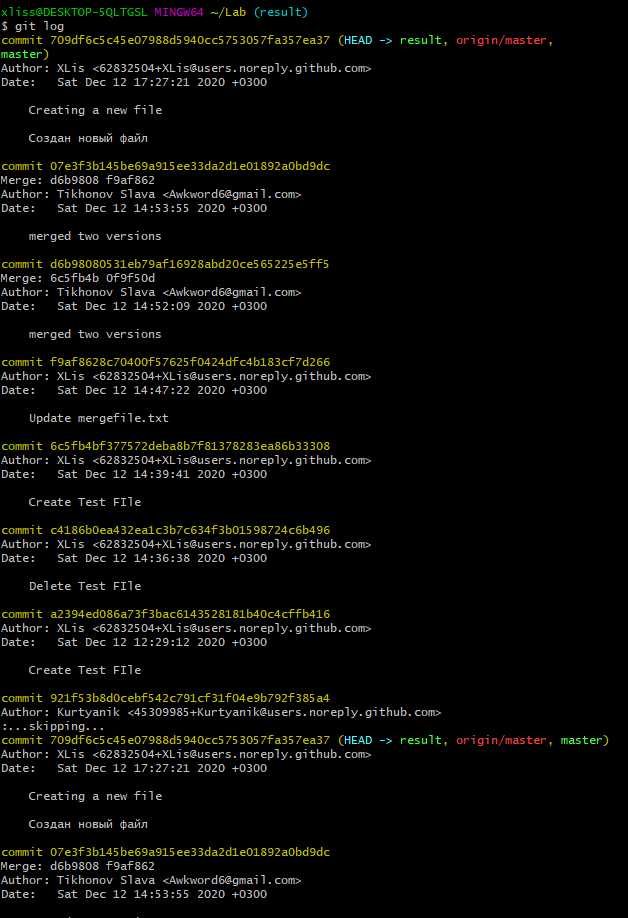 xliss@DESKTOP-5QLTGSL MINGW64 ~/Lab (result)
$ git log
commit 709df6c5c45e07988d5940cc5753057fa357ea37 (HEAD -> result, origin/master,
master)
Author: XLis <62832504+XLis@users.noreply.github.com>
Date:   Sat Dec 12 17:27:21 2020 +0300
    Creating a new file
    Создан новый файл
commit 07e3f3b145be69a915ee33da2d1e01892a0bd9dc
Merge: d6b9808 f9af862
Author: Tikhonov Slava <Awkword6@gmail.com>
Date:   Sat Dec 12 14:53:55 2020 +0300
    merged two versions
commit d6b98080531eb79af16928abd20ce565225e5ff5
Merge: 6c5fb4b 0f9f50d
Author: Tikhonov Slava <Awkword6@gmail.com>
Date:   Sat Dec 12 14:52:09 2020 +0300
    merged two versions
commit f9af8628c70400f57625f0424dfc4b183cf7d266
Author: XLis <62832504+XLis@users.noreply.github.com>
Date:   Sat Dec 12 14:47:22 2020 +0300
    Update mergefile.txt
commit 6c5fb4bf377572deba8b7f81378283ea86b33308
Author: XLis <62832504+XLis@users.noreply.github.com>
Date:   Sat Dec 12 14:39:41 2020 +0300
    Create Test FIle
commit c4186b0ea432ea1c3b7c634f3b01598724c6b496
Author: XLis <62832504+XLis@users.noreply.github.com>
Date:   Sat Dec 12 14:36:38 2020 +0300
    Delete Test FIle
commit a2394ed086a73f3bac6143528181b40c4cffb416
Author: XLis <62832504+XLis@users.noreply.github.com>
Date:   Sat Dec 12 12:29:12 2020 +0300
    Create Test FIle
commit 921f53b8d0cebf542c791cf31f04e9b792f385a4
Author: Kurtyanik <45309985+Kurtyanik@users.noreply.github.com>
:...skipping...
commit 709df6c5c45e07988d5940cc5753057fa357ea37 (HEAD -> result, origin/master, master)
Author: XLis <62832504+XLis@users.noreply.github.com>
Date:   Sat Dec 12 17:27:21 2020 +0300
    Creating a new file
    Создан новый файл
commit 07e3f3b145be69a915ee33da2d1e01892a0bd9dc
Merge: d6b9808 f9af862
Author: Tikhonov Slava <Awkword6@gmail.com>
Date:   Sat Dec 12 14:53:55 2020 +0300